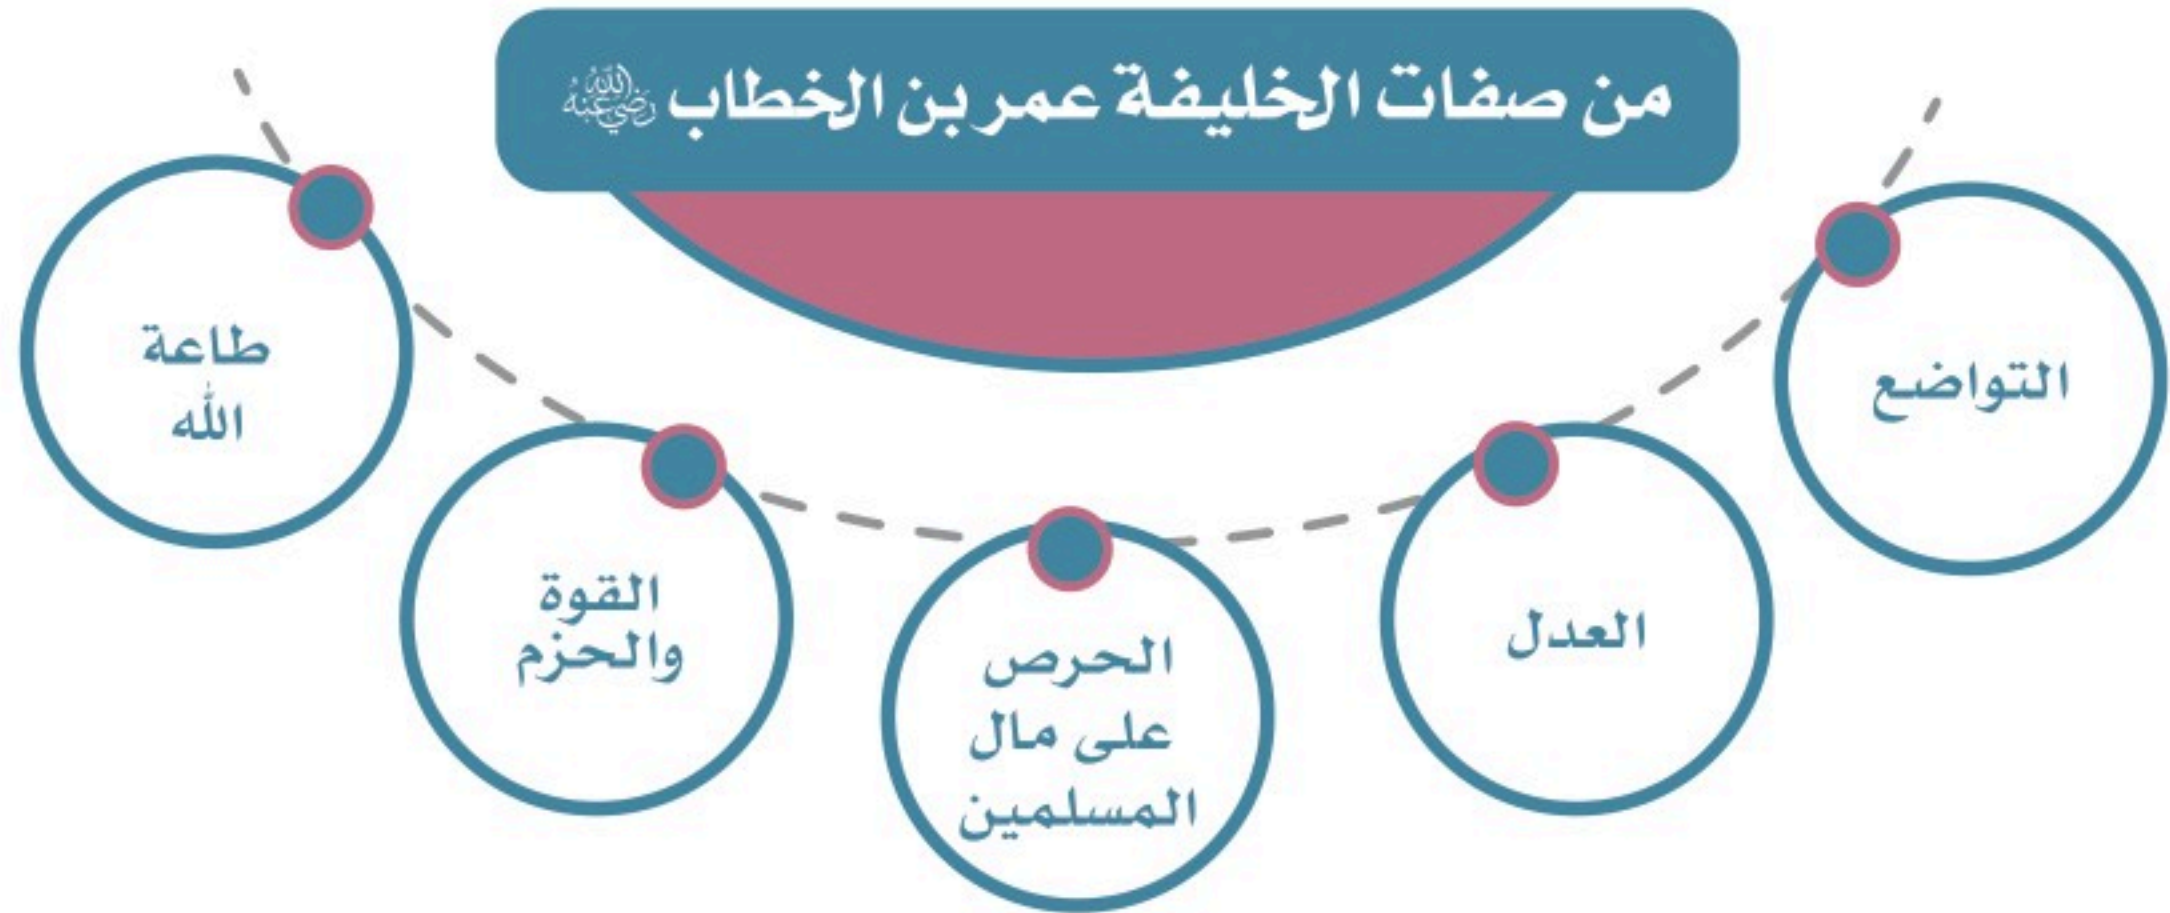 من صفات الخليفة عمر بن الخطاب رضي الله عنه
التواضع
العدل
الحرص
على مال
المسلمين
القوة
والحزم
طاعة
الله